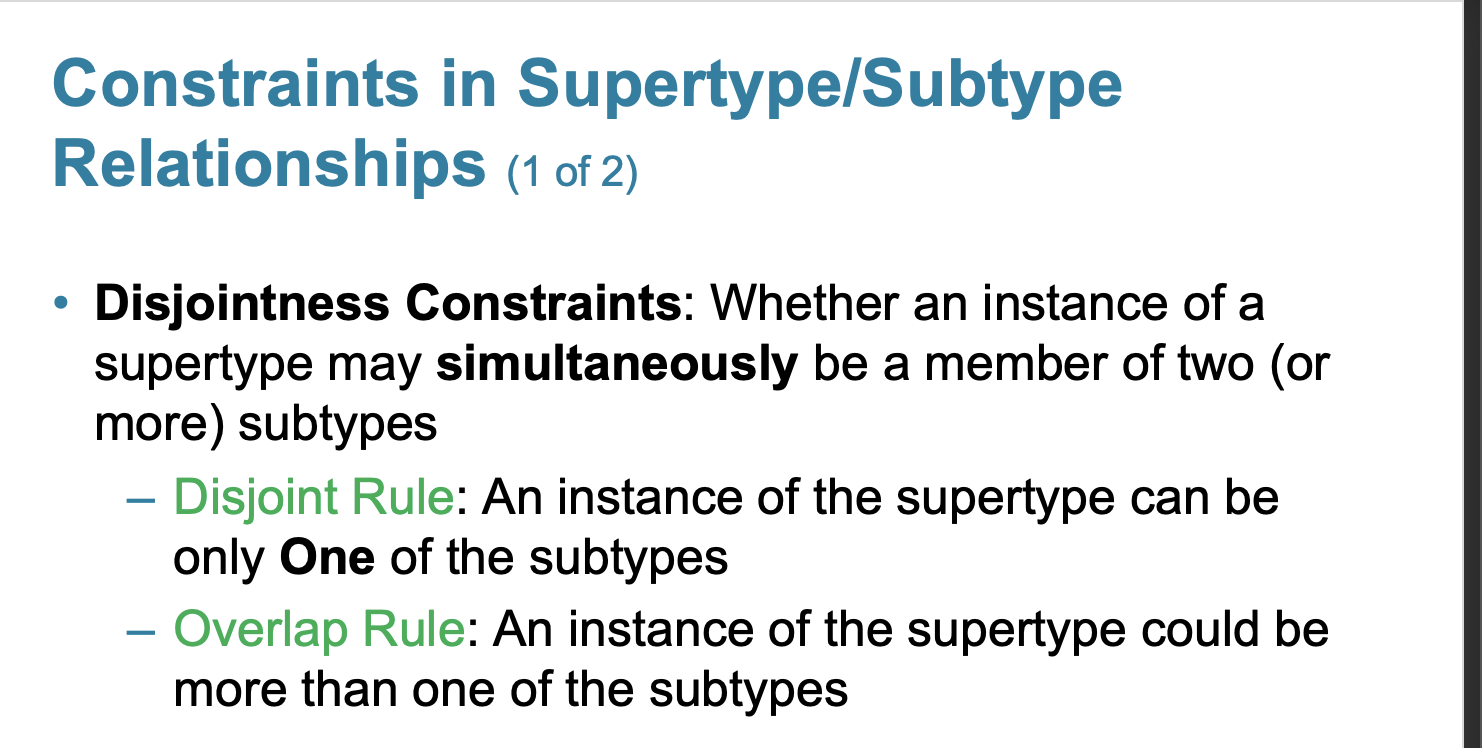 Constraints in Supertype/Subtype
Relationships (1 of 2)
• Disjointness Constraints: Whether an instance of a
supertype may simultaneously be a member of two (or
more) subtypes
– Disjoint Rule: An instance of the supertype can be
only One of the subtypes
– Overlap Rule: An instance of the supertype could be
more than one of the subtypes